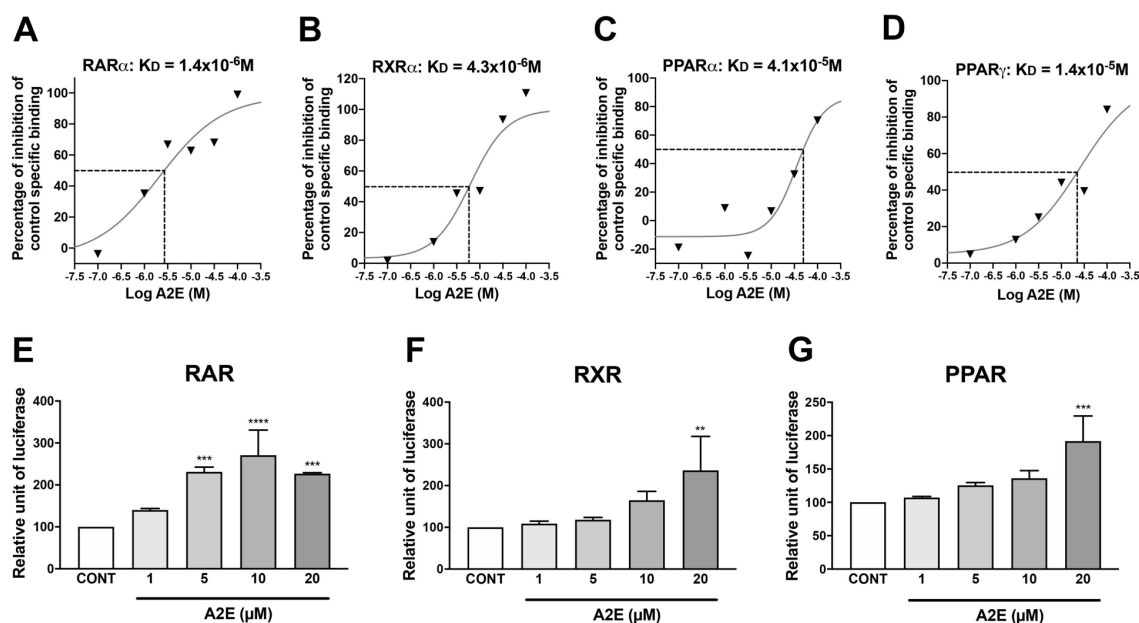 A
RARα: KD = 1.4x10-6M
Percentage of inhibition of
control specific binding
100
80
60
40
20
0
-7.5 -7.0 -6.5 -6.0 -5.5 -5.0 -4.5 -4.0 -3.5
Log A2E (M)
B
RXRα: KD = 4.3x10-6M
Percentage of inhibition of
control specific binding
120
100
80
60
40
20
0
-7.5 -7.0 -6.5 -6.0 -5.5 -5.0 -4.5 -4.0 -3.5
Log A2E (M)
C
PPARα: KD = 4.1x10-5M
Percentage of inhibition of
control specific binding
100
80
60
40
20
0
-20
-7.5 -7.0 -6.5 -6.0 -5.5 -5.0 -4.5 -4.0 -3.5
Log A2E (M)
D
PPARγ: KD = 1.4x10-5M
Percentage of inhibition of
control specific binding
100
80
60
40
20
0
-7.5 -7.0 -6.5 -6.0 -5.5 -5.0 -4.5 -4.0 -3.5
Log A2E (M)
E
RAR
Relative unit of luciferase
400
300
200
100
0
***
****
***
CONT 1 5 10 20
A2E (µM)
F
RXR
Relative unit of luciferase
400
300
200
100
0
**
CONT 1 5 10 20
A2E (µM)
G
PPAR
Relative unit of luciferase
250
200
150
100
50
0
***
CONT 1 5 10 20
A2E (µM)